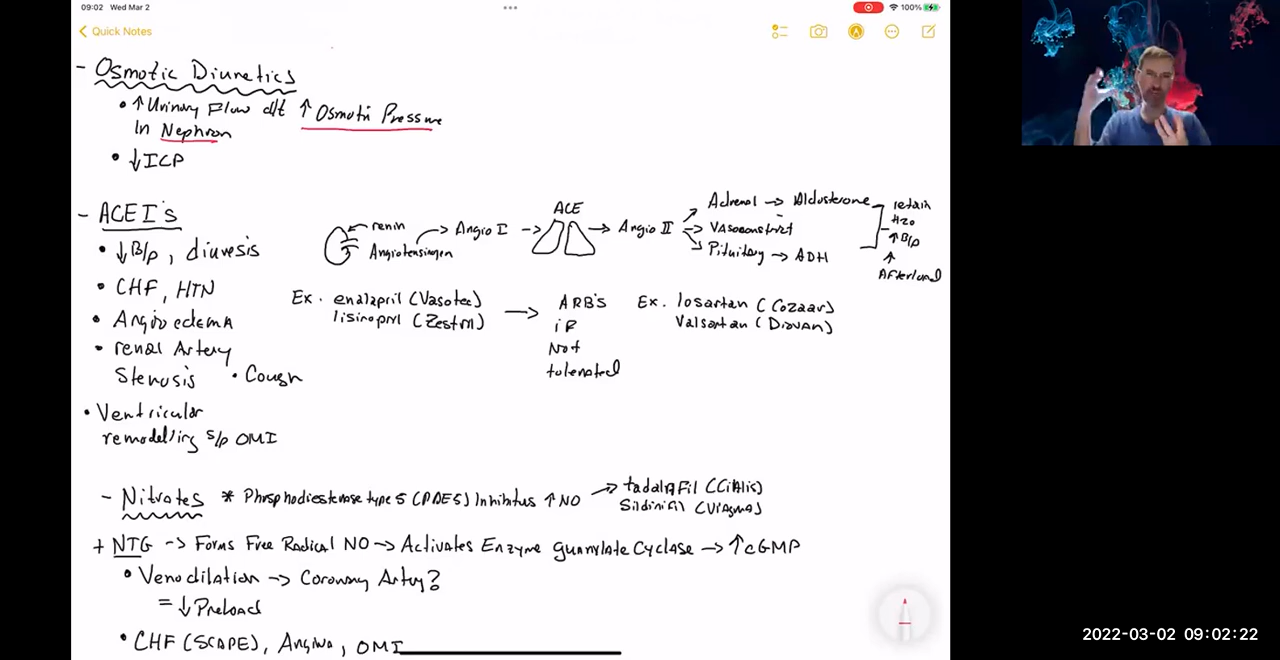 09:02 Wed Mar 2
100%
Quick Notes
- Osmotic Diuretics
• ↑ Urinary Flow d/t ↑ Osmotic Pressure
In Nephron
• ↓ICP
- ACEI's
• ↓B/p, diuresis
• CHF, HTN
• Angioedema
• renal Artery
Stenosis • Cough
• Ventricular
remodelling s/p OMI
renin
Angiotensinogen
→ Angio I →
ACE
→ Angio II
Adrenal → Aldosterone
→ Vasoconstrict
Pituitary → ADH
retain
H2O
↑B/p
↑
Afterload
Ex. enalapril (Vasotec)
lisinopril (Zestril)
→ ARB's
if
Not
tolerated
Ex. losartan (Cozaar)
Valsartan (Diovan)
- Nitrates * Phosphodiesterase type 5 (PDE5) Inhibitus ↑ NO → tadalafil (Cialis)
Sildinifil (Viagra)
+ NTG → Forms Free Radical NO → Activates Enzyme guanylate Cyclase → ↑cGMP
• Venodilation → Coronary Artery?
= ↓ Preload
• CHF (SCAPE), Angina, OMI
2022-03-02 09:02:22